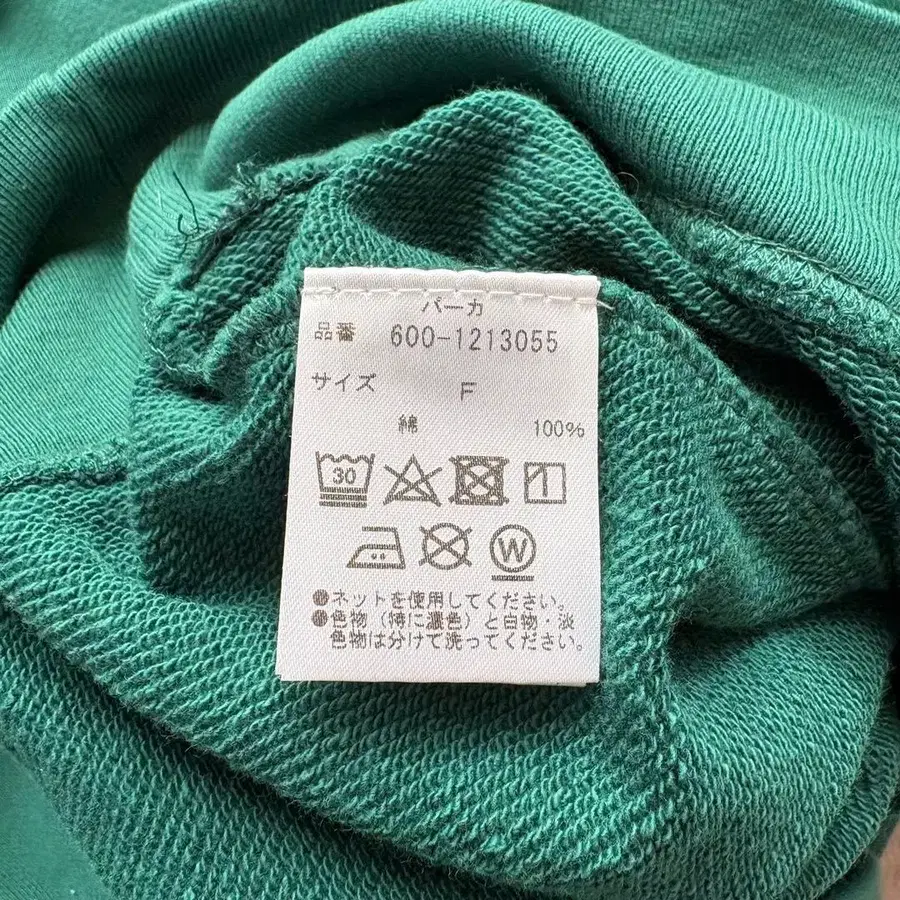 パーカ
品番 600-1213055
サイズ F
綿 100%
30 1
W
●ネットを使用してください。
●色物(特に濃色)と白物・淡
色物は分けて洗ってください。